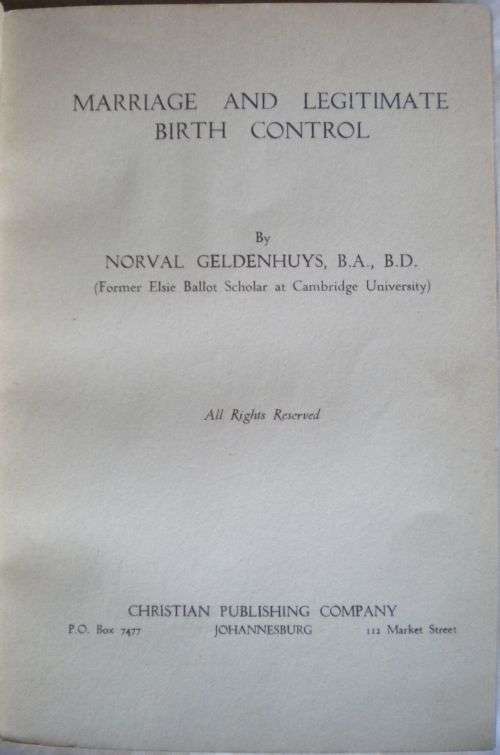 MARRIAGE AND LEGITIMATE
BIRTH CONTROL
By
NORVAL GELDENHUYS, B.A., B.D.
(Former Elsie Ballot Scholar at Cambridge University)
All Rights Reserved
CHRISTIAN PUBLISHING COMPANY
P.O. Box 7477 JOHANNESBURG 112 Market Street